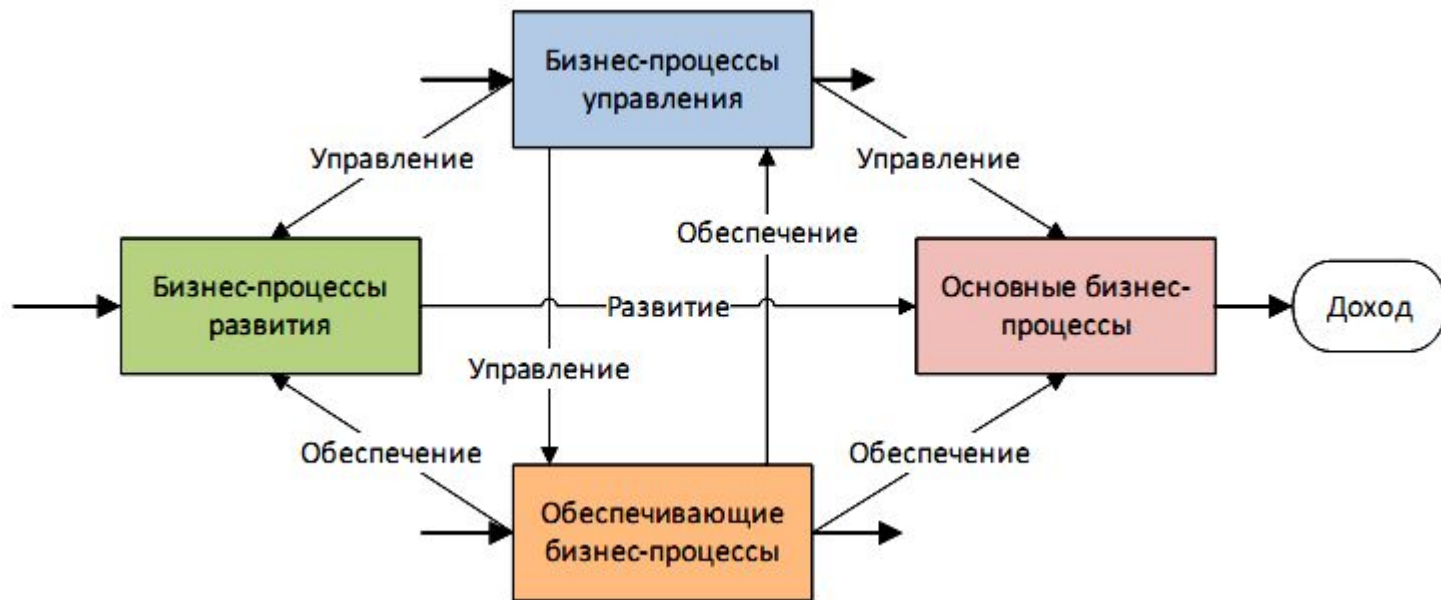 Бизнес-процессы
управления
Управление
Управление
Обеспечение
Бизнес-процессы
развития
Развитие
Основные бизнес-
процессы
Доход
Управление
Обеспечение
Обеспечение
Обеспечивающие
бизнес-процессы